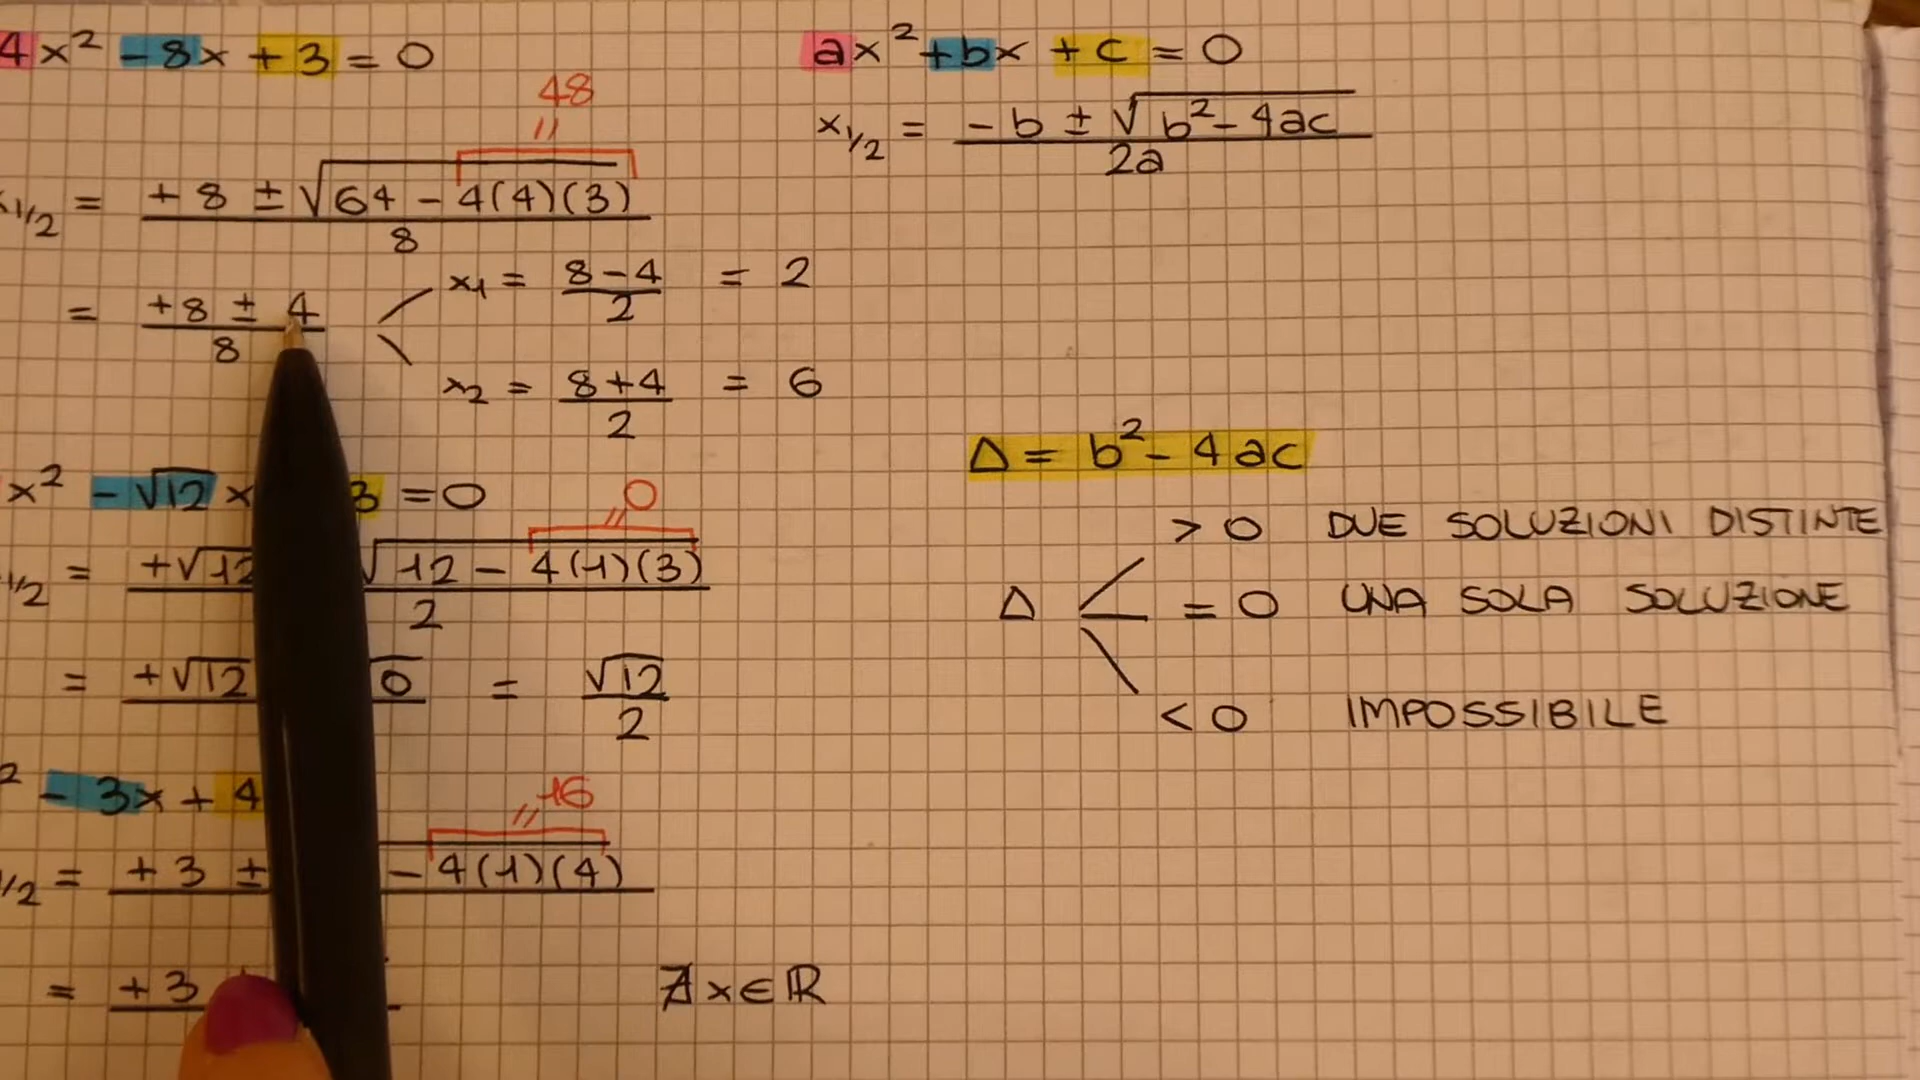 4x² - 8x + 3 = 0
48
x1/2 = +8 ± √64 - 4(4)(3) / 8
= +8 ± 4 / 8
x1 = 8-4 / 2 = 2
x2 = 8+4 / 2 = 6
x² - √12 x 3 = 0
0
1/2 = +√12 √12 - 4(1)(3) / 2
= +√12 0 = √12 / 2
² - 3x + 4
16
1/2 = +3 ± - 4(1)(4)
= +3
∄ x ∈ ℝ
ax² + bx + c = 0
x1/2 = -b ± √b² - 4ac / 2a
Δ = b² - 4ac
> 0 DUE SOLUZIONI DISTINTE
Δ = 0 UNA SOLA SOLUZIONE
< 0 IMPOSSIBILE